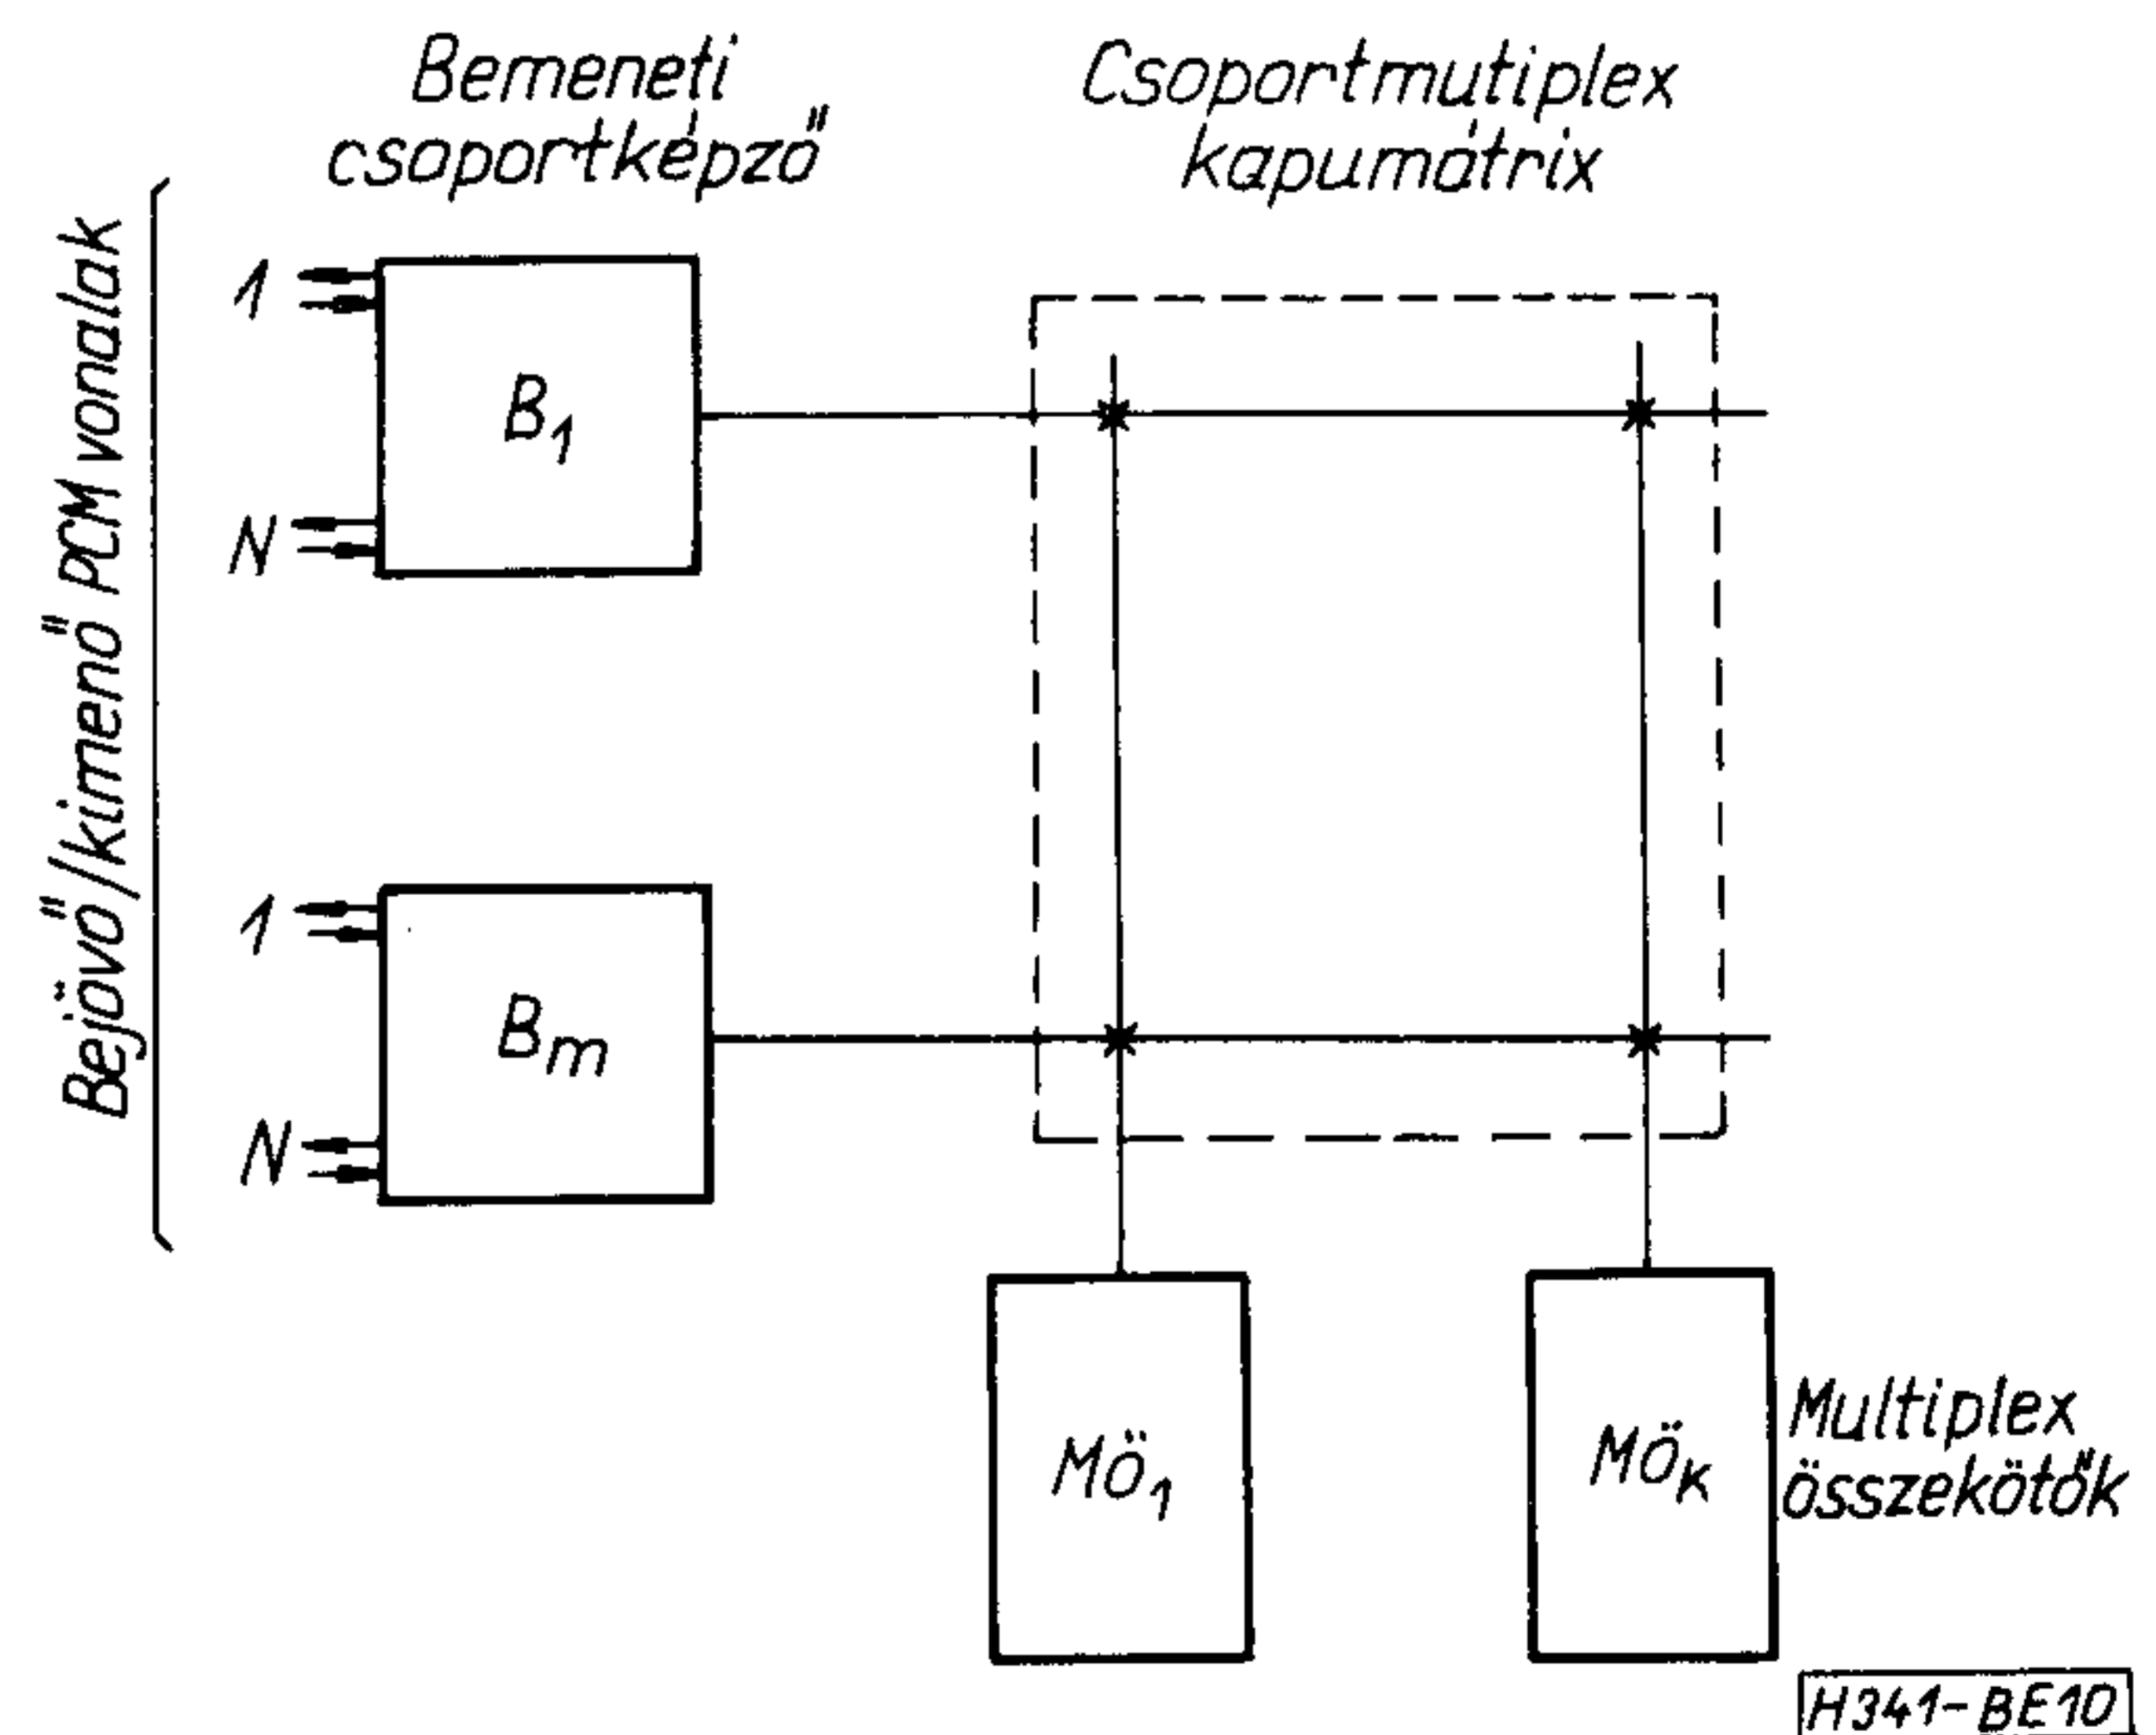 Bemeneti
csoportképző
Csoportmutiplex
kapumátrix
Bejövő/kimenő PCM vonalak
1
B1
N
1
Bm
N
MÖ1
MÖK
Multiplex
összekötők
H341-BE10